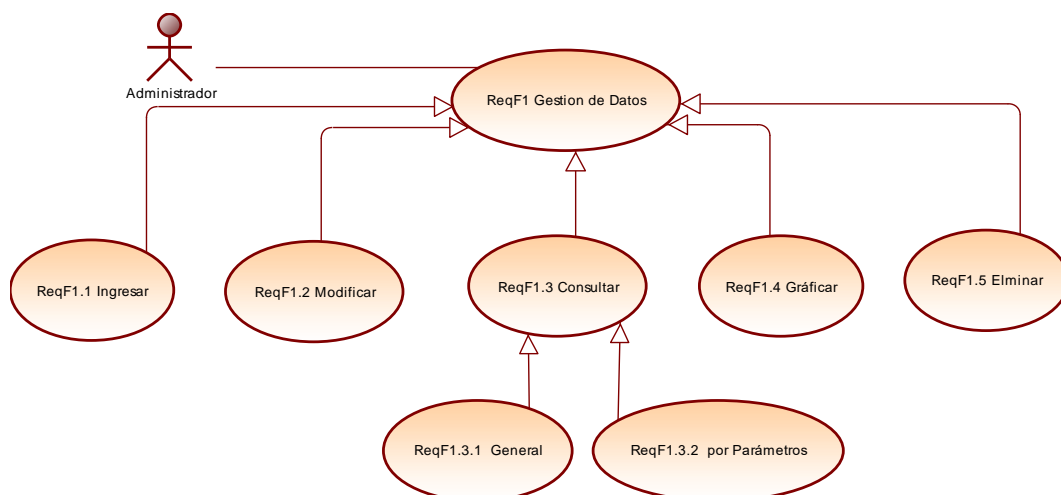 Administrador
ReqF1 Gestion de Datos
ReqF1.1 Ingresar
ReqF1.2 Modificar
ReqF1.3 Consultar
ReqF1.4 Gráficar
ReqF1.5 Elminar
ReqF1.3.1 General
ReqF1.3.2 por Parámetros